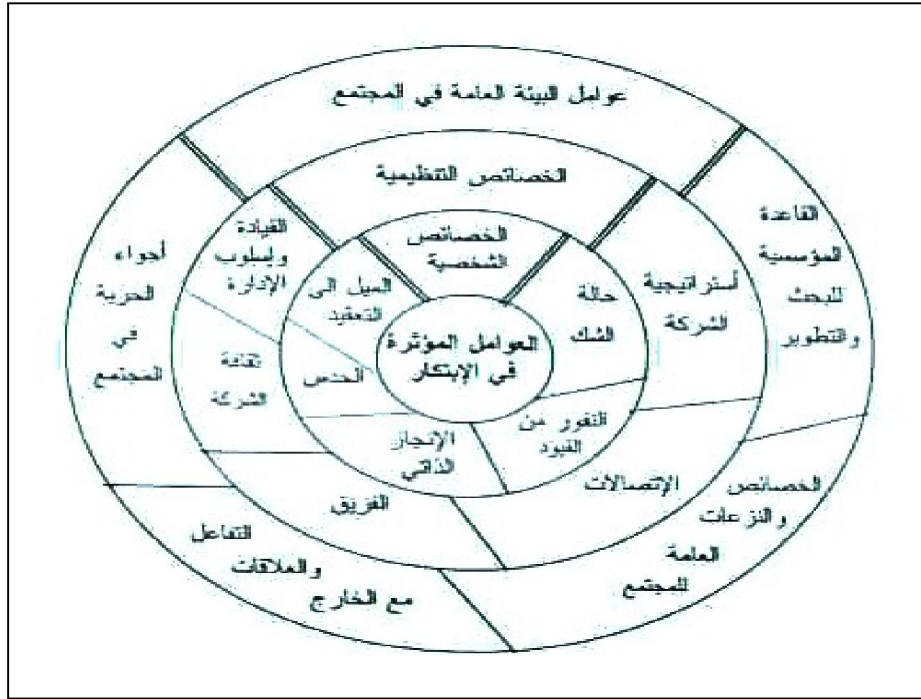 عوامل البيئة العامة في المجتمع
الخصائص التنظيمية
الخصائص
الشخصية
القاعدة
المؤسسية
للبحث
والتطوير
أستراتيجية
الشركة
حالة
الشك
القيادة
وإسلوب
الإدارة
الميل الى
التعقيد
أجواء
الحرية
في
المجتمع
العوامل المؤثرة
في الإبتكار
ثقافة
الشركة
الحدس
النفور من
القيود
الإنجاز
الذاتي
الإتصالات
الفريق
الخصائص
والنزعات
العامة
للمجتمع
التفاعل
والعلاقات
مع الخارج